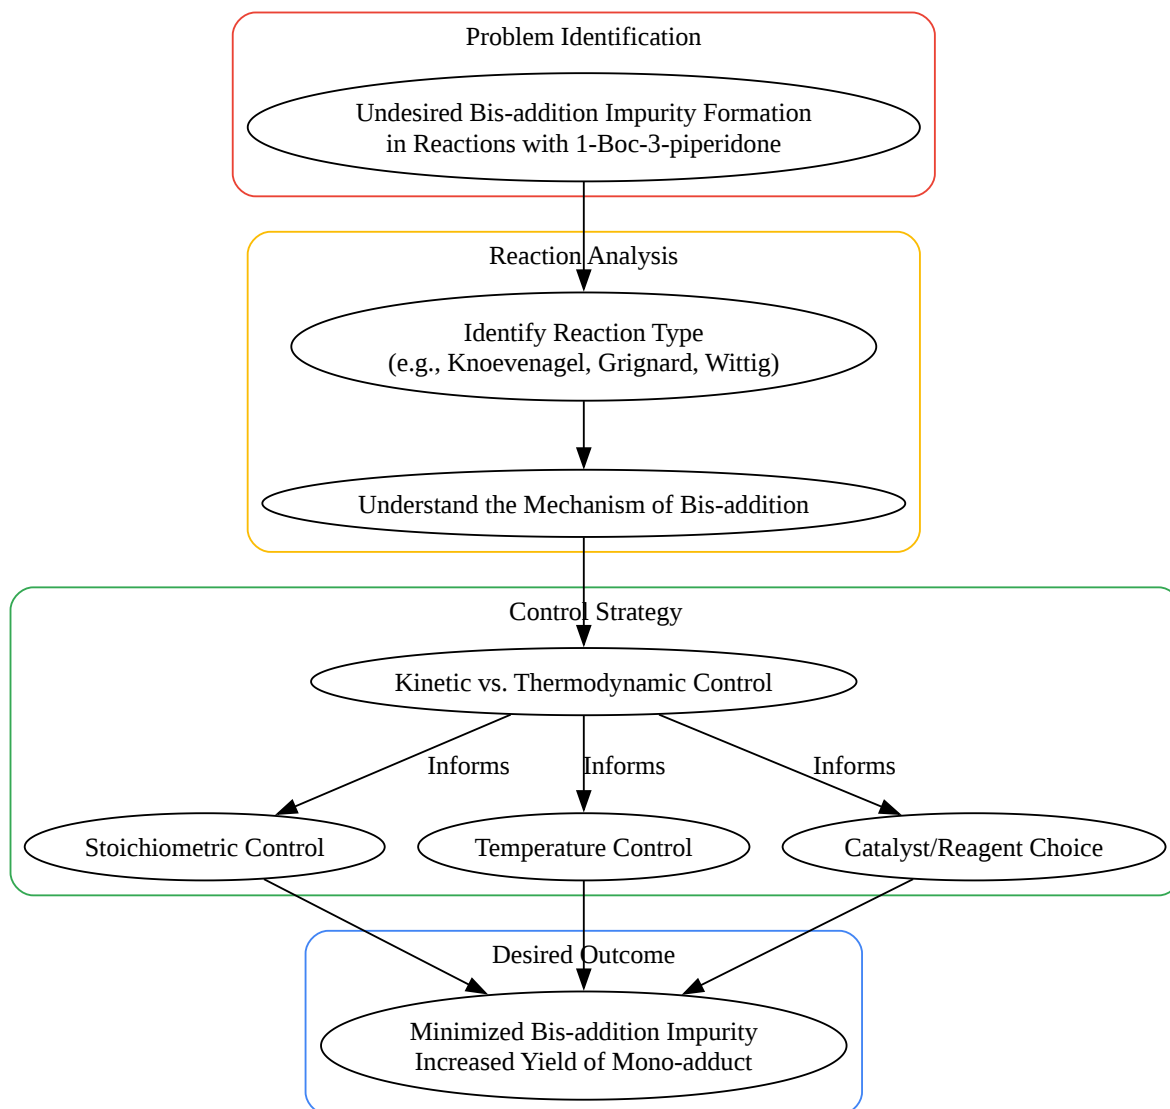 Problem Identification
Undesired Bis-addition Impurity Formation
in Reactions with 1-Boc-3-piperidone
Reaction Analysis
Identify Reaction Type
(e.g., Knoevenagel, Grignard, Wittig)
Understand the Mechanism of Bis-addition
Control Strategy
Kinetic vs. Thermodynamic Control
Informs
Informs
Informs
Stoichiometric Control
Temperature Control
Catalyst/Reagent Choice
Desired Outcome
Minimized Bis-addition Impurity
Increased Yield of Mono-adduct